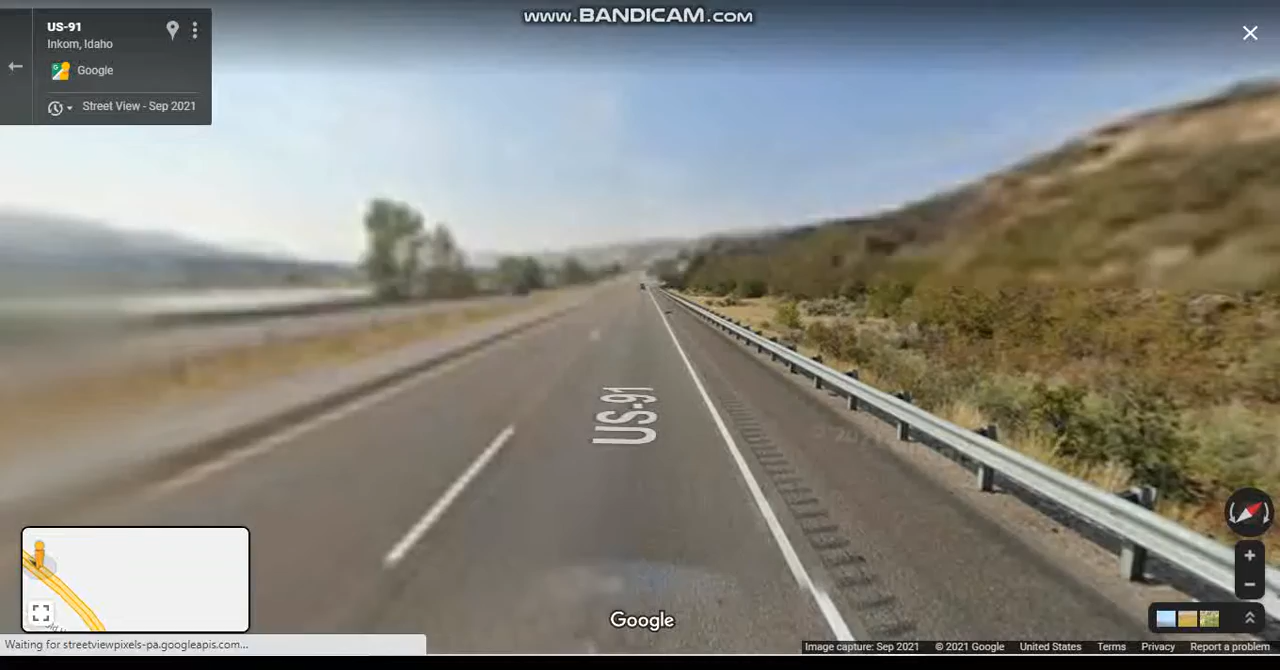 www.BANDICAM.com
US-91
Inkom, Idaho
Google
Street View - Sep 2021
US-91
Google
Waiting for streetviewpixels-pa.googleapis.com...
Image capture: Sep 2021 © 2021 Google United States Terms Privacy Report a problem